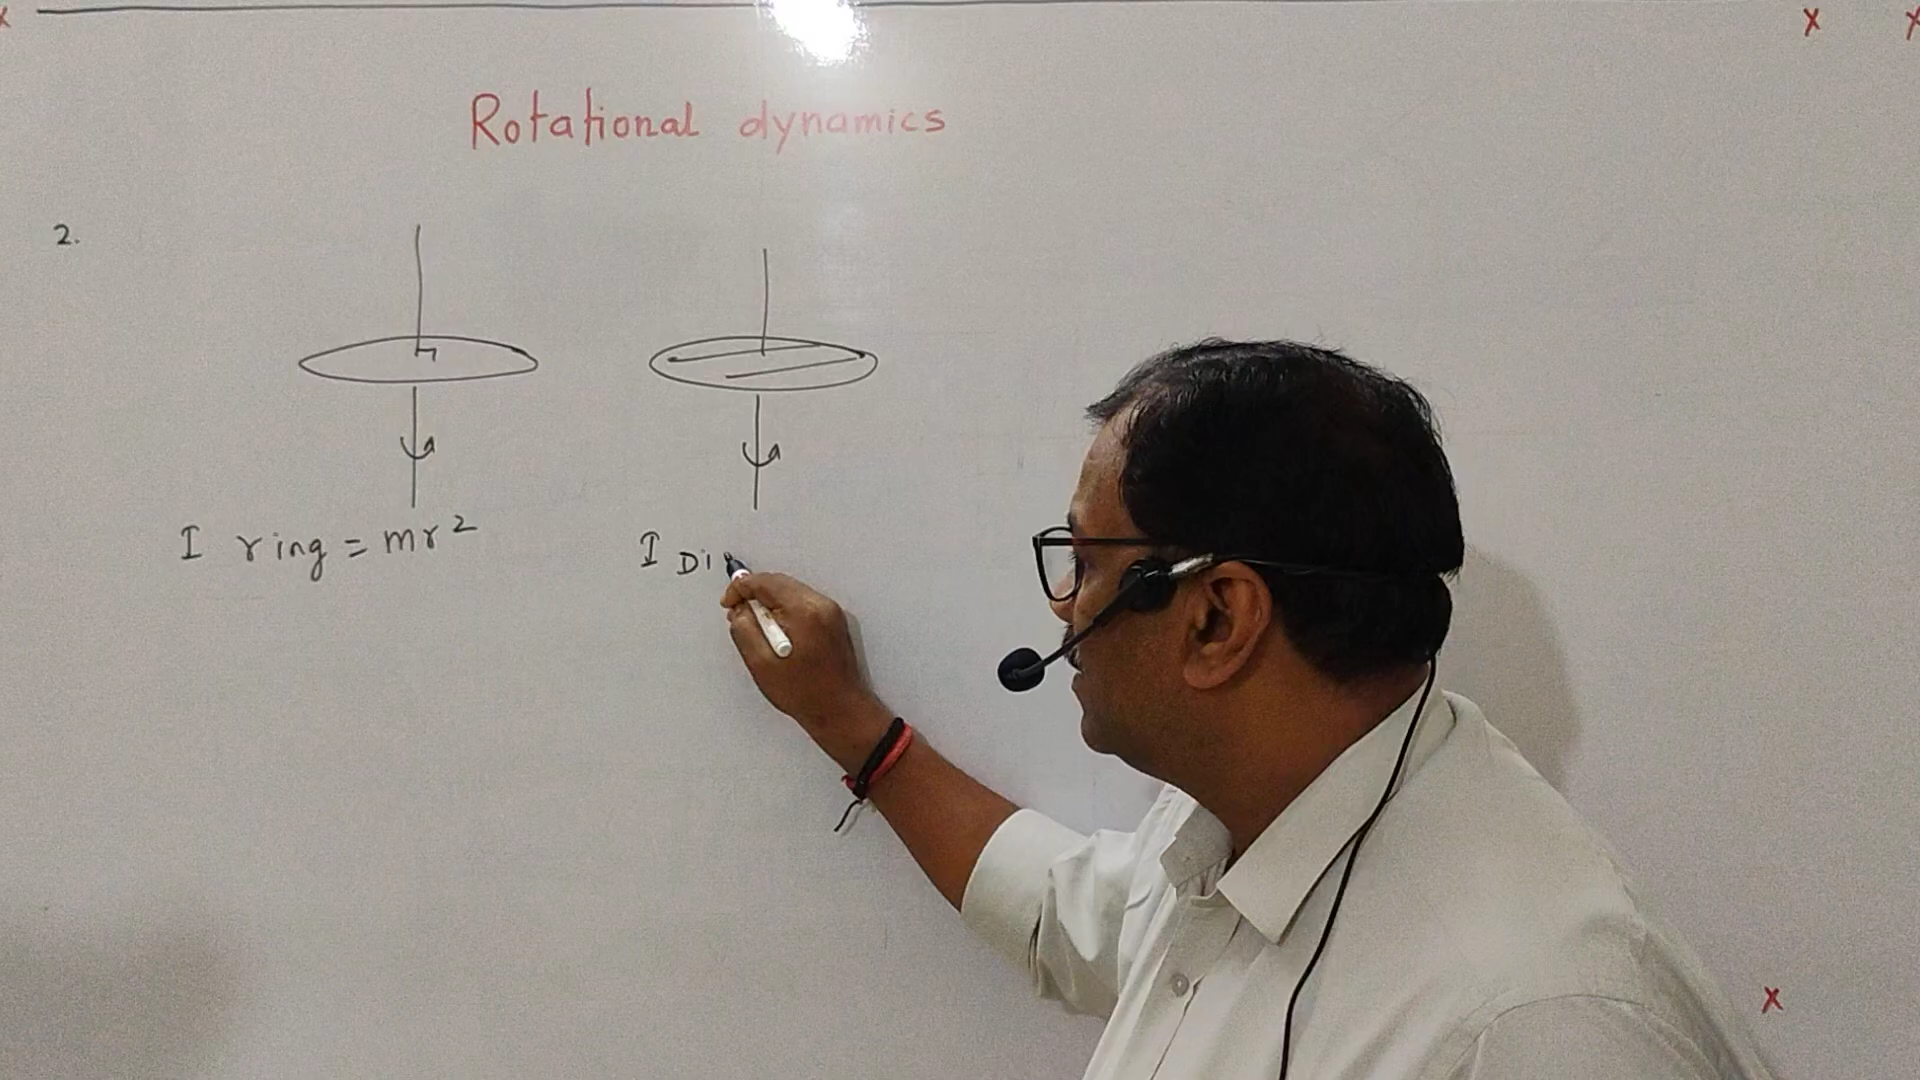 x x x
Rotational dynamics
2.
I ring = mr²
I Di
x